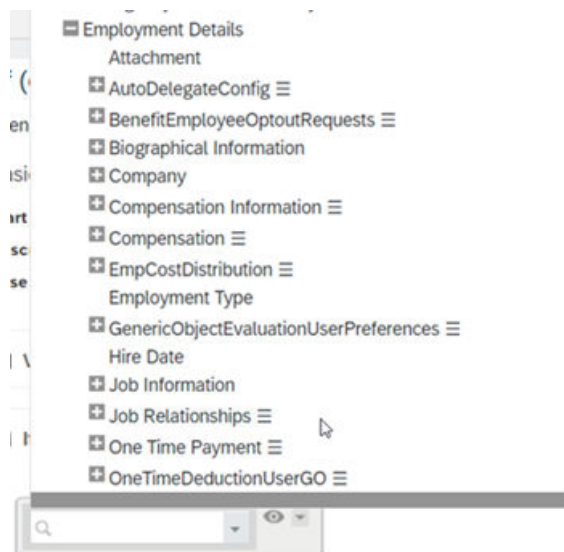 Employment Details
Attachment
AutoDelegateConfig
BenefitEmployeeOptoutRequests
Biographical Information
Company
Compensation Information
Compensation
EmpCostDistribution
Employment Type
GenericObjectEvaluationUserPreferences
Hire Date
Job Information
Job Relationships
One Time Payment
OneTimeDeductionUserGO